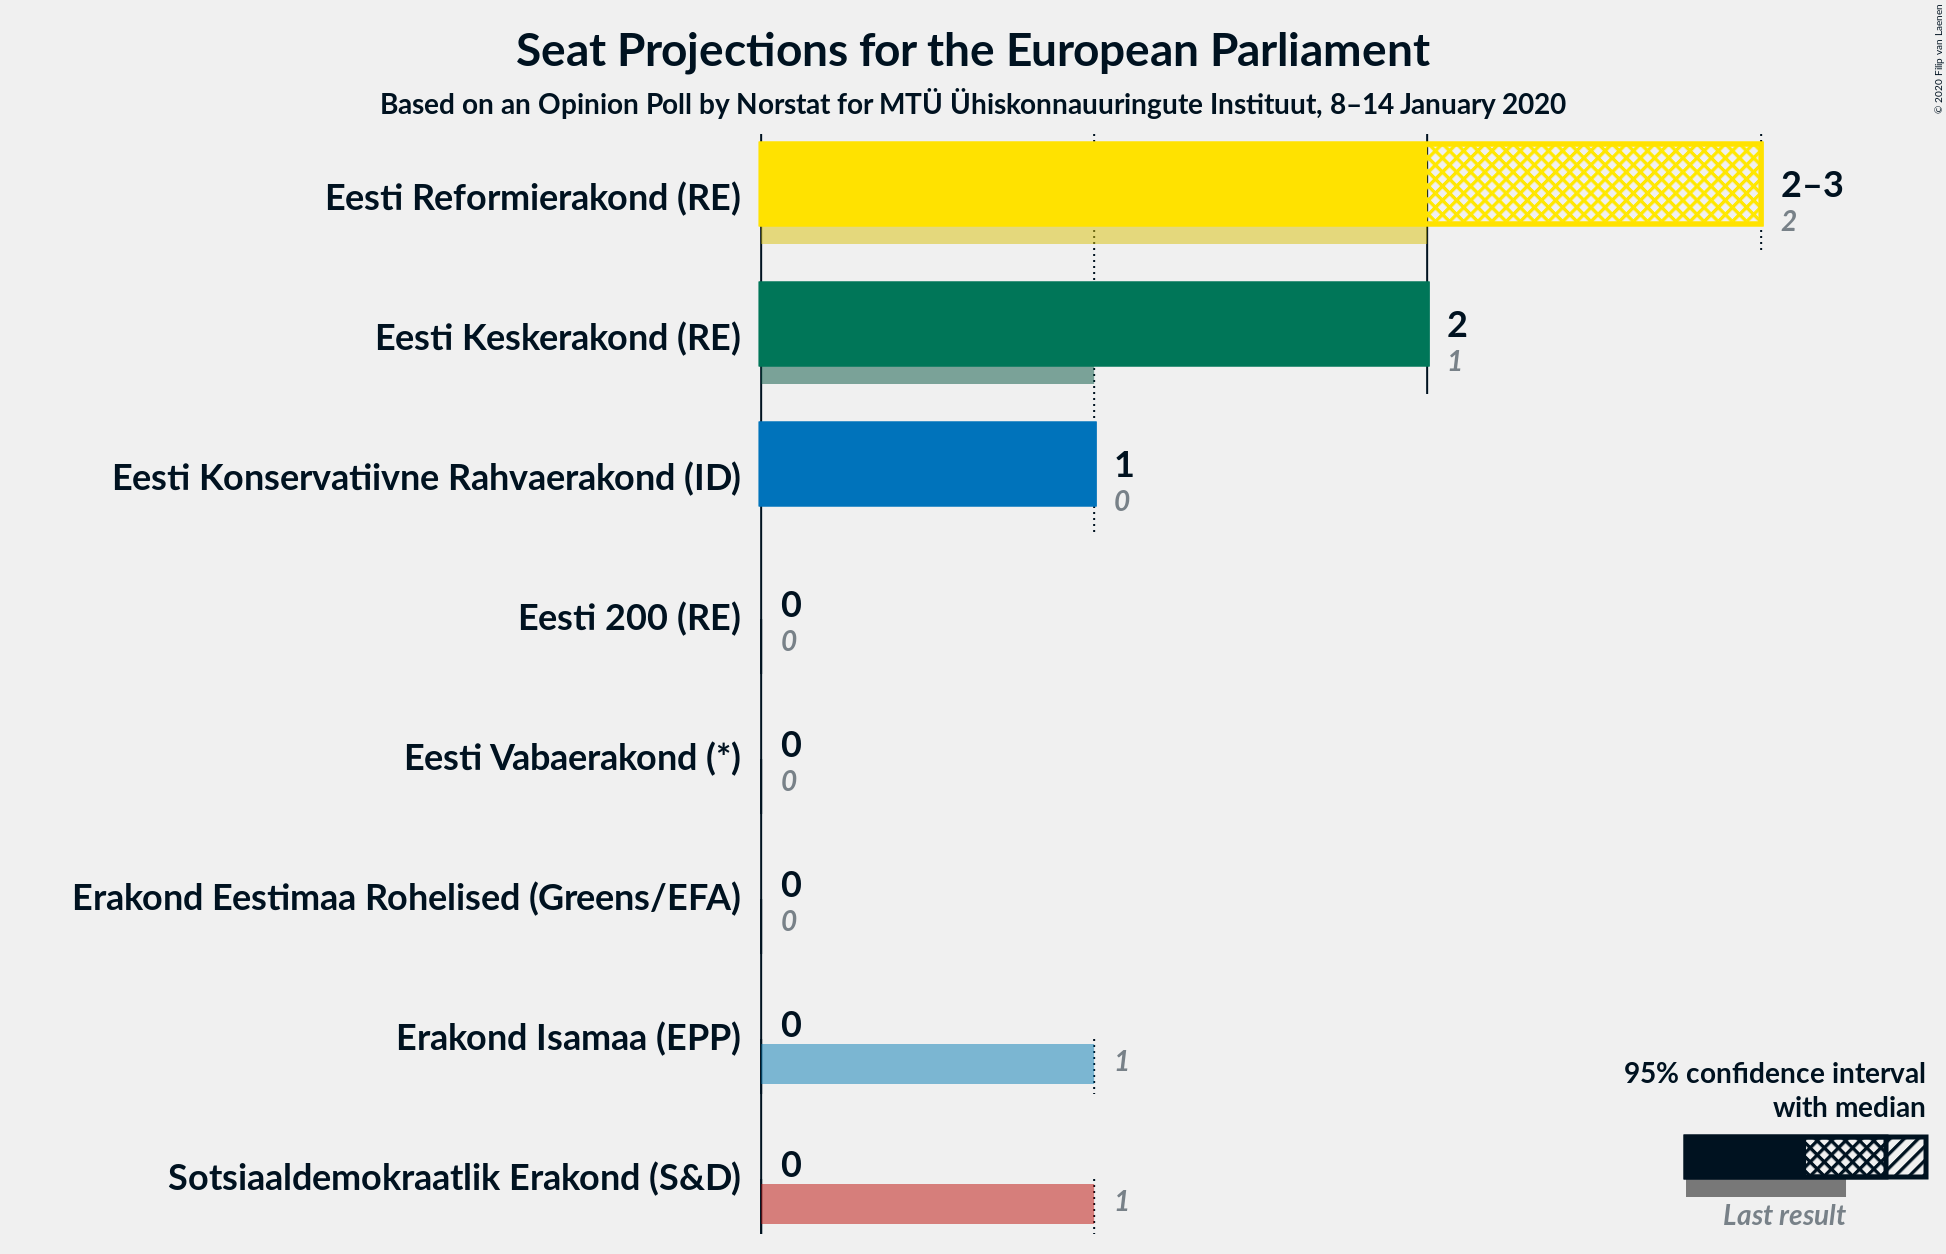 Seat Projections for the European Parliament
Based on an Opinion Poll by Norstat for MTÜ Ühiskonnauuringute Instituut, 8–14 January 2020
© 2020 Filip van Laenen
Eesti Reformierakond (RE)
2–3
2
Eesti Keskerakond (RE)
2
1
Eesti Konservatiivne Rahvaerakond (ID)
1
0
Eesti 200 (RE)
0
0
Eesti Vabaerakond (*)
0
0
Erakond Eestimaa Rohelised (Greens/EFA)
0
0
Erakond Isamaa (EPP)
0
1
Sotsiaaldemokraatlik Erakond (S&D)
0
1
95% confidence interval
with median
Last result